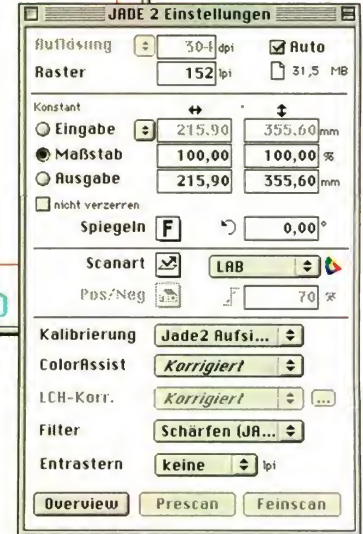 JADE 2 Einstellungen
Auflösung dpi Auto
Raster 152 lpi 31,5 MB
Konstant
Eingabe 215,90 355,60 mm
Maßstab 100,00 100,00 %
Ausgabe 215,90 355,60 mm
nicht verzerren
Spiegeln F 0,00°
Scanart LAB
Pos/Neg 70 %
Kalibrierung Jade2 Aufsi...
ColorAssist Korrigiert
LCH-Korr. Korrigiert ...
Filter Schärfen (JA...
Entrastern keine lpi
Overview Prescan Feinscan